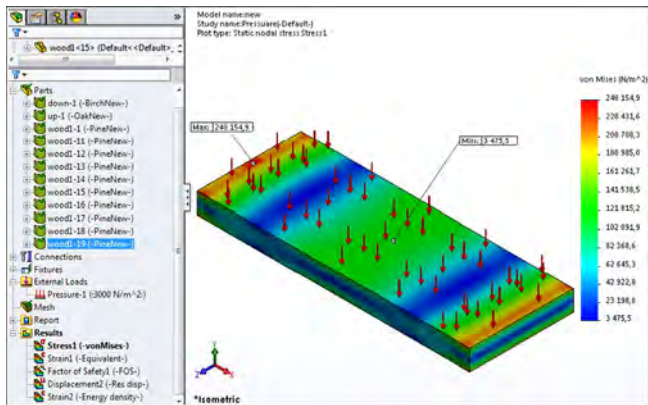 Model name:new
Study name:Pressuare(-Default-)
Plot type: Static nodal stress Stress1
wood1<15> (Default<<Default>_
Parts
down-1 (-BirchNew-)
up-1 (-OakNew-)
wood1-1 (-PineNew-)
wood1-11 (-PineNew-)
wood1-12 (-PineNew-)
wood1-13 (-PineNew-)
wood1-14 (-PineNew-)
wood1-15 (-PineNew-)
wood1-16 (-PineNew-)
wood1-17 (-PineNew-)
wood1-18 (-PineNew-)
wood1-19 (-PineNew-)
Connections
Fixtures
External Loads
Pressure-1 (:3000 N/m^2:)
Mesh
Report
Results
Stress1 (-vonMises-)
Strain1 (-Equivalent-)
Factor of Safety1 (-FOS-)
Displacement2 (-Res disp-)
Strain2 (-Energy density-)
Max: 240 154,9
Min: 3 475,5
von Mises (N/m^2)
240 154,9
220 431,6
200 708,3
180 985,0
161 261,7
141 538,5
121 815,2
102 091,9
82 368,6
62 645,3
42 922,0
23 198,8
3 475,5
Y
Z
X
*Isometric